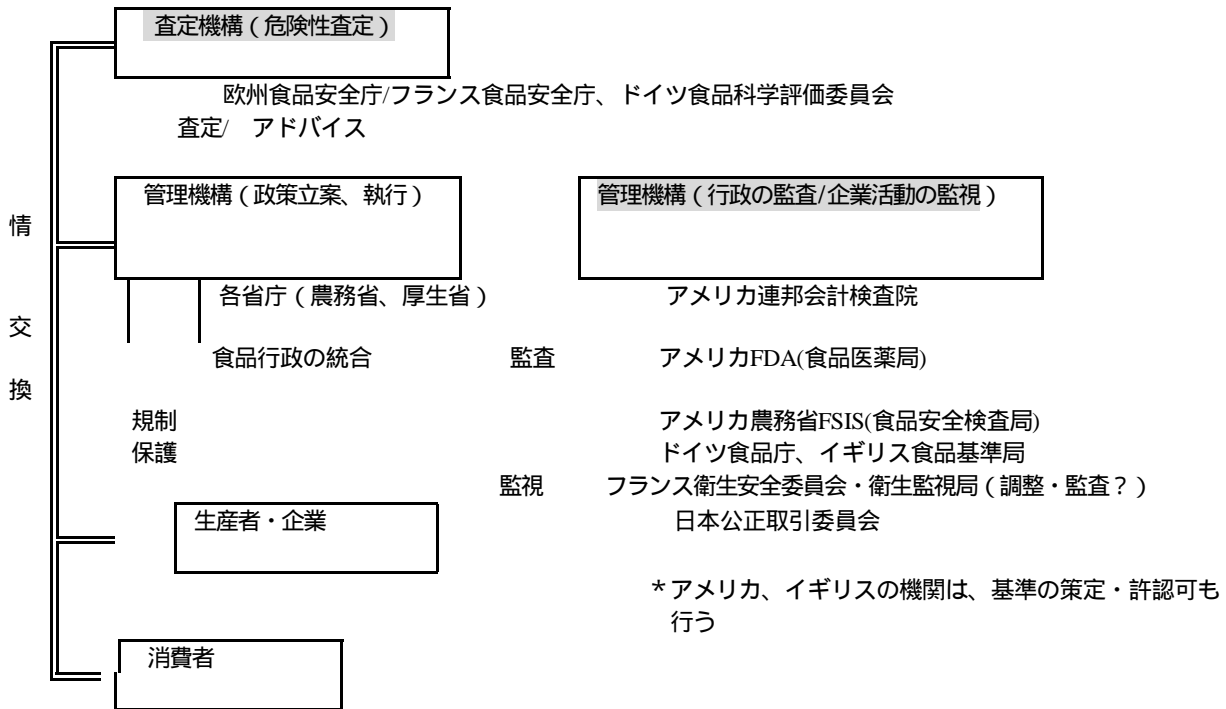 査定機構（危険性査定）
欧州食品安全庁/フランス食品安全庁、ドイツ食品科学評価委員会
査定/ アドバイス
管理機構（政策立案、執行） 管理機構（行政の監査/企業活動の監視）
情
各省庁（農務省、厚生省） アメリカ連邦会計検査院
交
食品行政の統合 監査 アメリカFDA(食品医薬局)
換
規制 アメリカ農務省FSIS(食品安全検査局)
保護 ドイツ食品庁、イギリス食品基準局
監視 フランス衛生安全委員会・衛生監視局（調整・監査？）
生産者・企業 日本公正取引委員会
＊アメリカ、イギリスの機関は、基準の策定・許認可も
行う
消費者